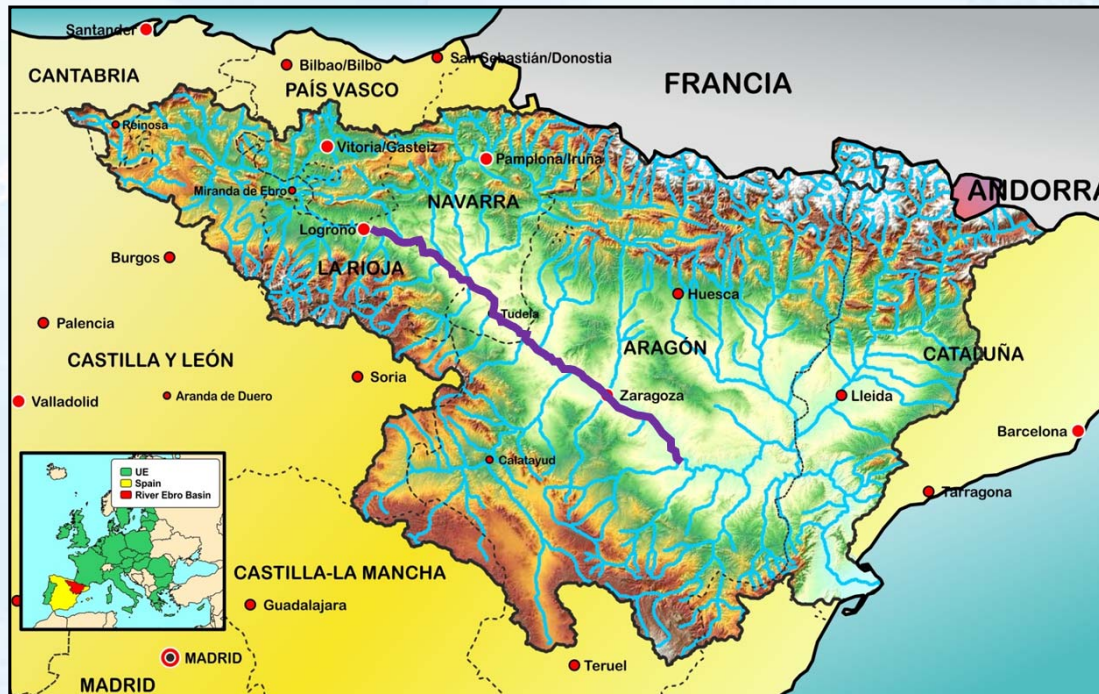 Santander
CANTABRIA
Bilbao/Bilbo
San Sebastián/Donostia
PAÍS VASCO
FRANCIA
Reinosa
Vitoria/Gasteiz
Pamplona/Iruña
Miranda de Ebro
NAVARRA
ANDORRA
Logroño
Burgos
LA RIOJA
Huesca
Palencia
Tudela
ARAGÓN
CATALUÑA
CASTILLA Y LEÓN
Soria
Valladolid
Aranda de Duero
Zaragoza
Lleida
Barcelona
Calatayud
Tarragona
UE
Spain
River Ebro Basin
CASTILLA-LA MANCHA
Guadalajara
MADRID
Teruel
MADRID